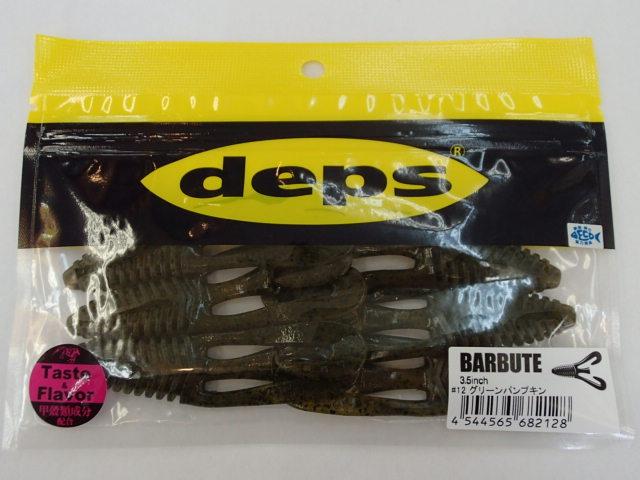 deps®
ECO
Taste
&
Flavor
甲殻類成分
配合
BARBUTE
3.5inch
#12 グリーンパンプキン
4 544565 682128